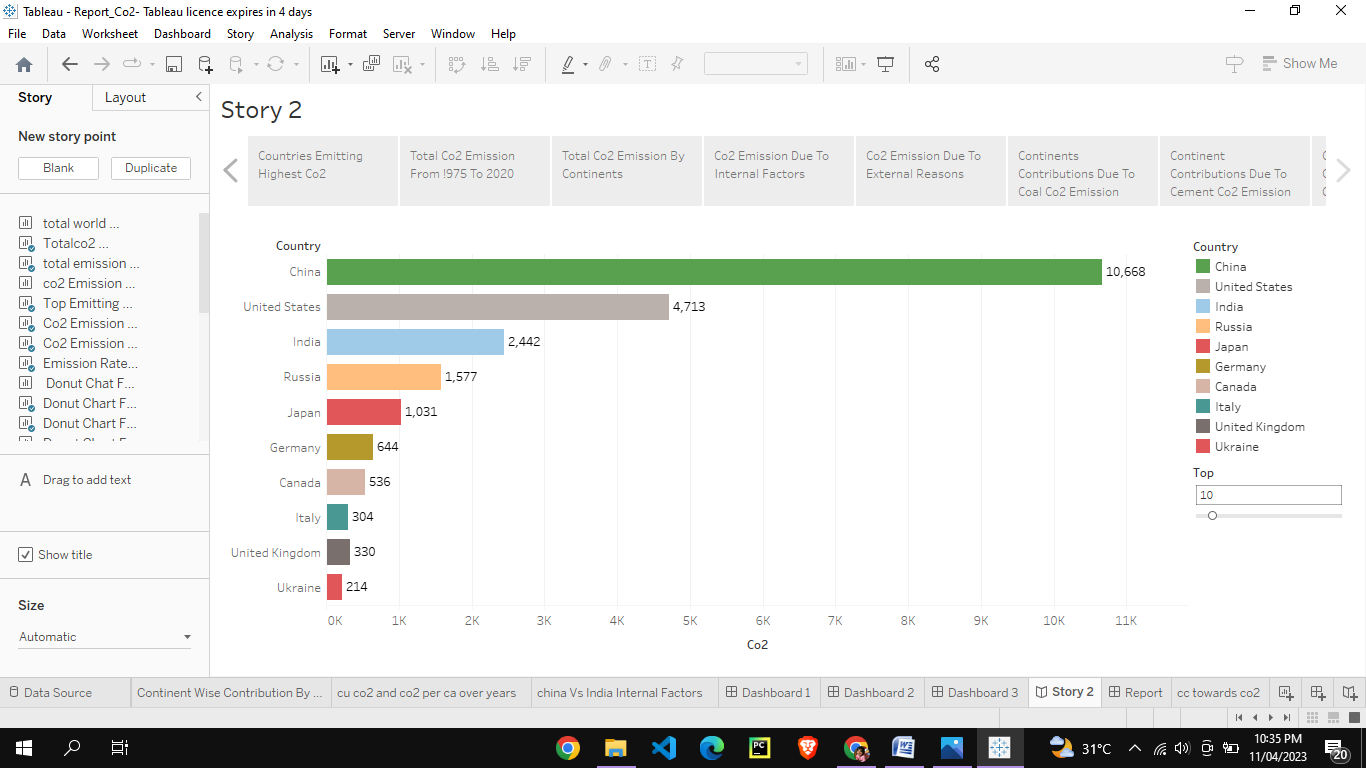 Tableau - Report_Co2- Tableau licence expires in 4 days
File Data Worksheet Dashboard Story Analysis Format Server Window Help
Show Me
Story Layout
New story point
Blank Duplicate
total world ...
Totalco2 ...
total emission ...
co2 Emission ...
Top Emitting ...
Co2 Emission ...
Co2 Emission ...
Emission Rate...
Donut Chat F...
Donut Chart F...
Donut Chart F...
A Drag to add text
Show title
Size
Automatic
Story 2
Countries Emitting
Highest Co2
Total Co2 Emission
From !975 To 2020
Total Co2 Emission By
Continents
Co2 Emission Due To
Internal Factors
Co2 Emission Due To
External Reasons
Continents
Contributions Due To
Coal Co2 Emission
Continent
Contributions Due To
Cement Co2 Emission
Country
China 10,668
United States 4,713
India 2,442
Russia 1,577
Japan 1,031
Germany 644
Canada 536
Italy 304
United Kingdom 330
Ukraine 214
0K 1K 2K 3K 4K 5K 6K 7K 8K 9K 10K 11K
Co2
Country
China
United States
India
Russia
Japan
Germany
Canada
Italy
United Kingdom
Ukraine
Top
10
Data Source Continent Wise Contribution By ... cu co2 and co2 per ca over years china Vs India Internal Factors Dashboard 1 Dashboard 2 Dashboard 3 Story 2 Report cc towards co2
PC
31°C
10:35 PM
11/04/2023
20